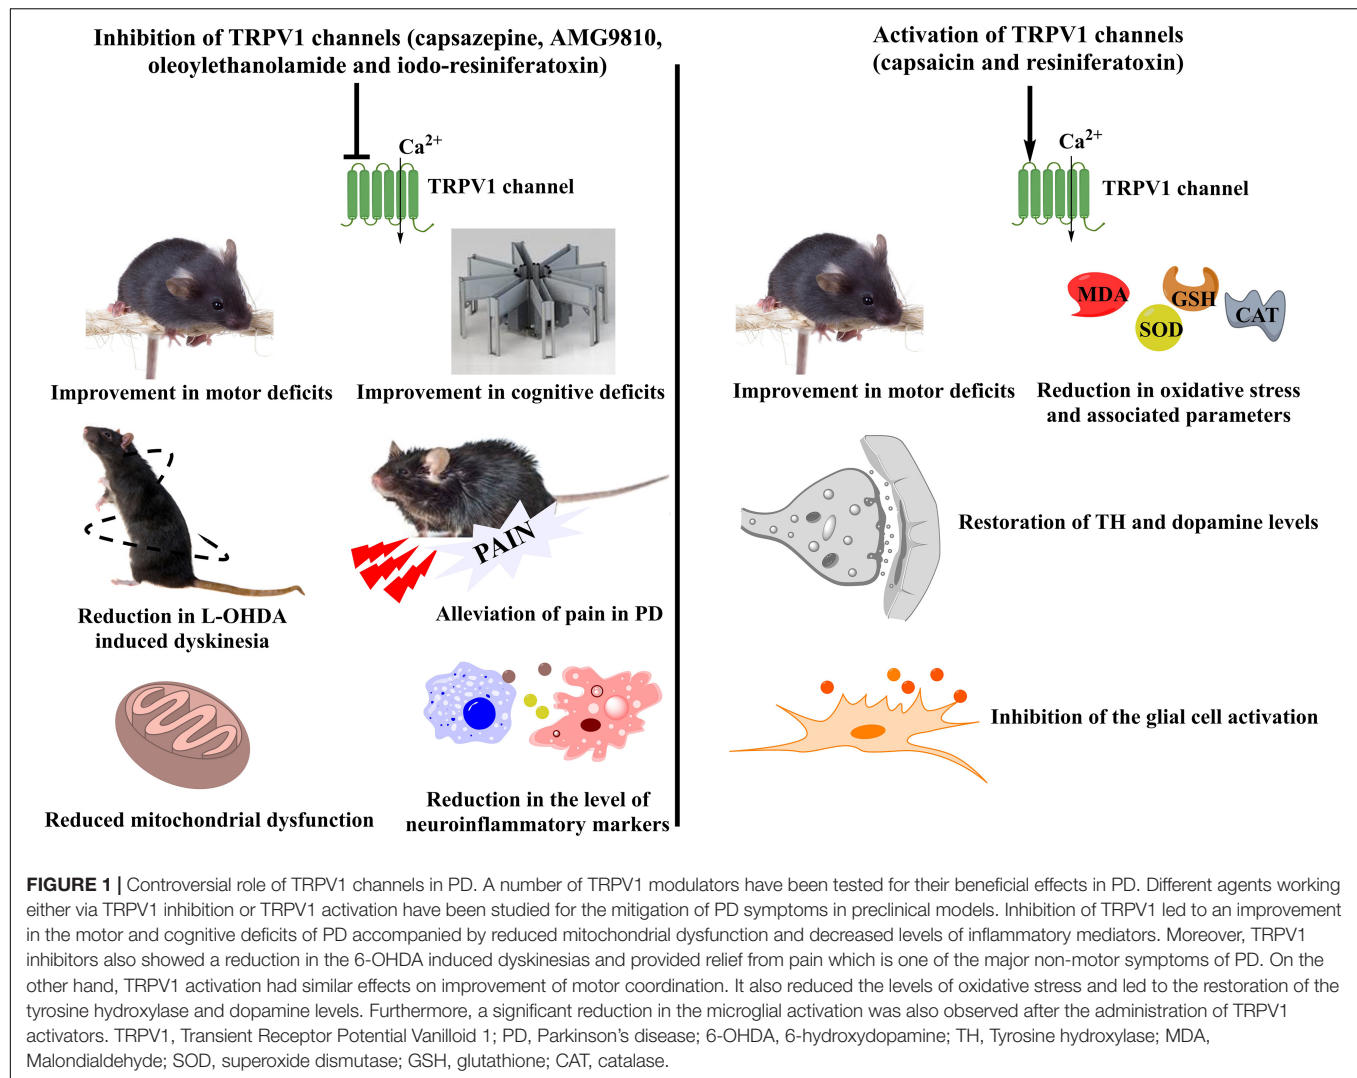 Inhibition of TRPV1 channels (capsazepine, AMG9810,
oleoylethanolamide and iodo-resiniferatoxin)
Ca2+
TRPV1 channel
Improvement in motor deficits
Improvement in cognitive deficits
PAIN
Reduction in L-OHDA
induced dyskinesia
Alleviation of pain in PD
Reduced mitochondrial dysfunction
Reduction in the level of
neuroinflammatory markers
Activation of TRPV1 channels
(capsaicin and resiniferatoxin)
Ca2+
TRPV1 channel
MDA
GSH
SOD
CAT
Improvement in motor deficits
Reduction in oxidative stress
and associated parameters
Restoration of TH and dopamine levels
Inhibition of the glial cell activation
FIGURE 1 | Controversial role of TRPV1 channels in PD. A number of TRPV1 modulators have been tested for their beneficial effects in PD. Different agents working
either via TRPV1 inhibition or TRPV1 activation have been studied for the mitigation of PD symptoms in preclinical models. Inhibition of TRPV1 led to an improvement
in the motor and cognitive deficits of PD accompanied by reduced mitochondrial dysfunction and decreased levels of inflammatory mediators. Moreover, TRPV1
inhibitors also showed a reduction in the 6-OHDA induced dyskinesias and provided relief from pain which is one of the major non-motor symptoms of PD. On the
other hand, TRPV1 activation had similar effects on improvement of motor coordination. It also reduced the levels of oxidative stress and led to the restoration of the
tyrosine hydroxylase and dopamine levels. Furthermore, a significant reduction in the microglial activation was also observed after the administration of TRPV1
activators. TRPV1, Transient Receptor Potential Vanilloid 1; PD, Parkinson's disease; 6-OHDA, 6-hydroxydopamine; TH, Tyrosine hydroxylase; MDA,
Malondialdehyde; SOD, superoxide dismutase; GSH, glutathione; CAT, catalase.